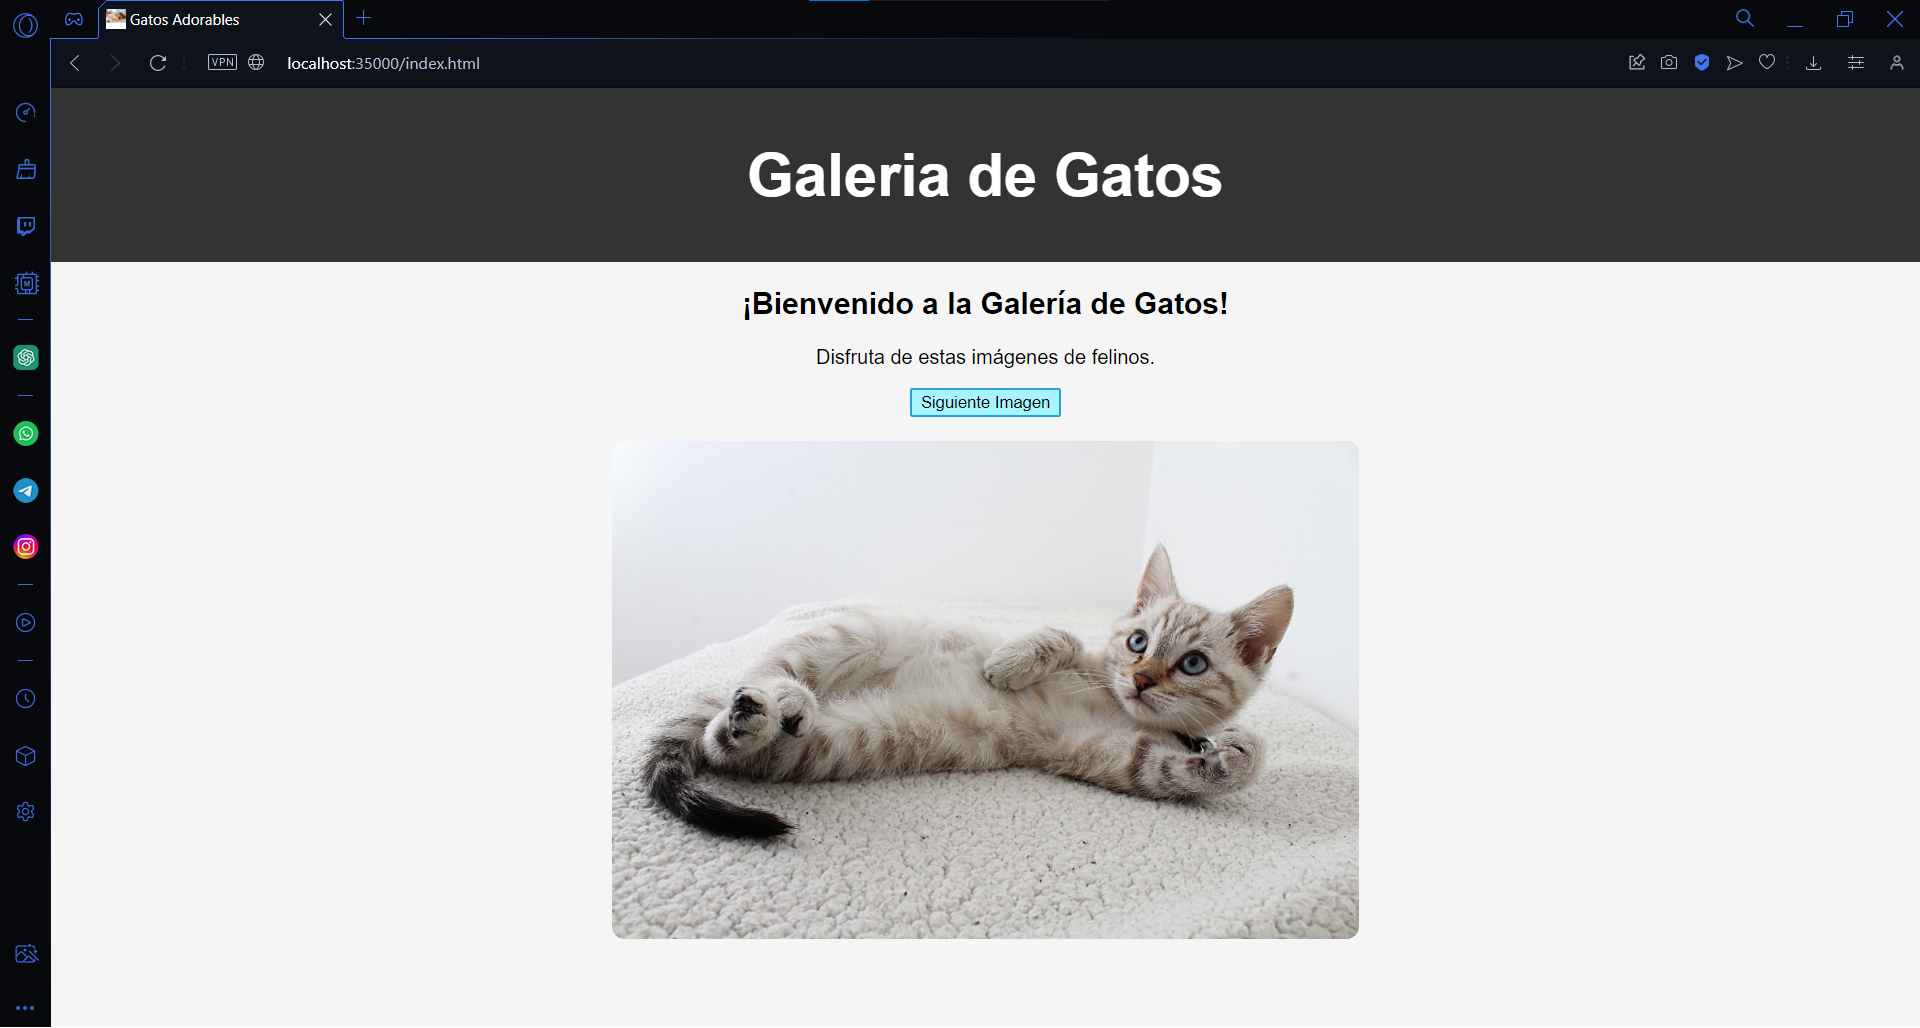 Gatos Adorables
VPN
localhost:35000/index.html
M
Galeria de Gatos
¡Bienvenido a la Galería de Gatos!
Disfruta de estas imágenes de felinos.
Siguiente Imagen